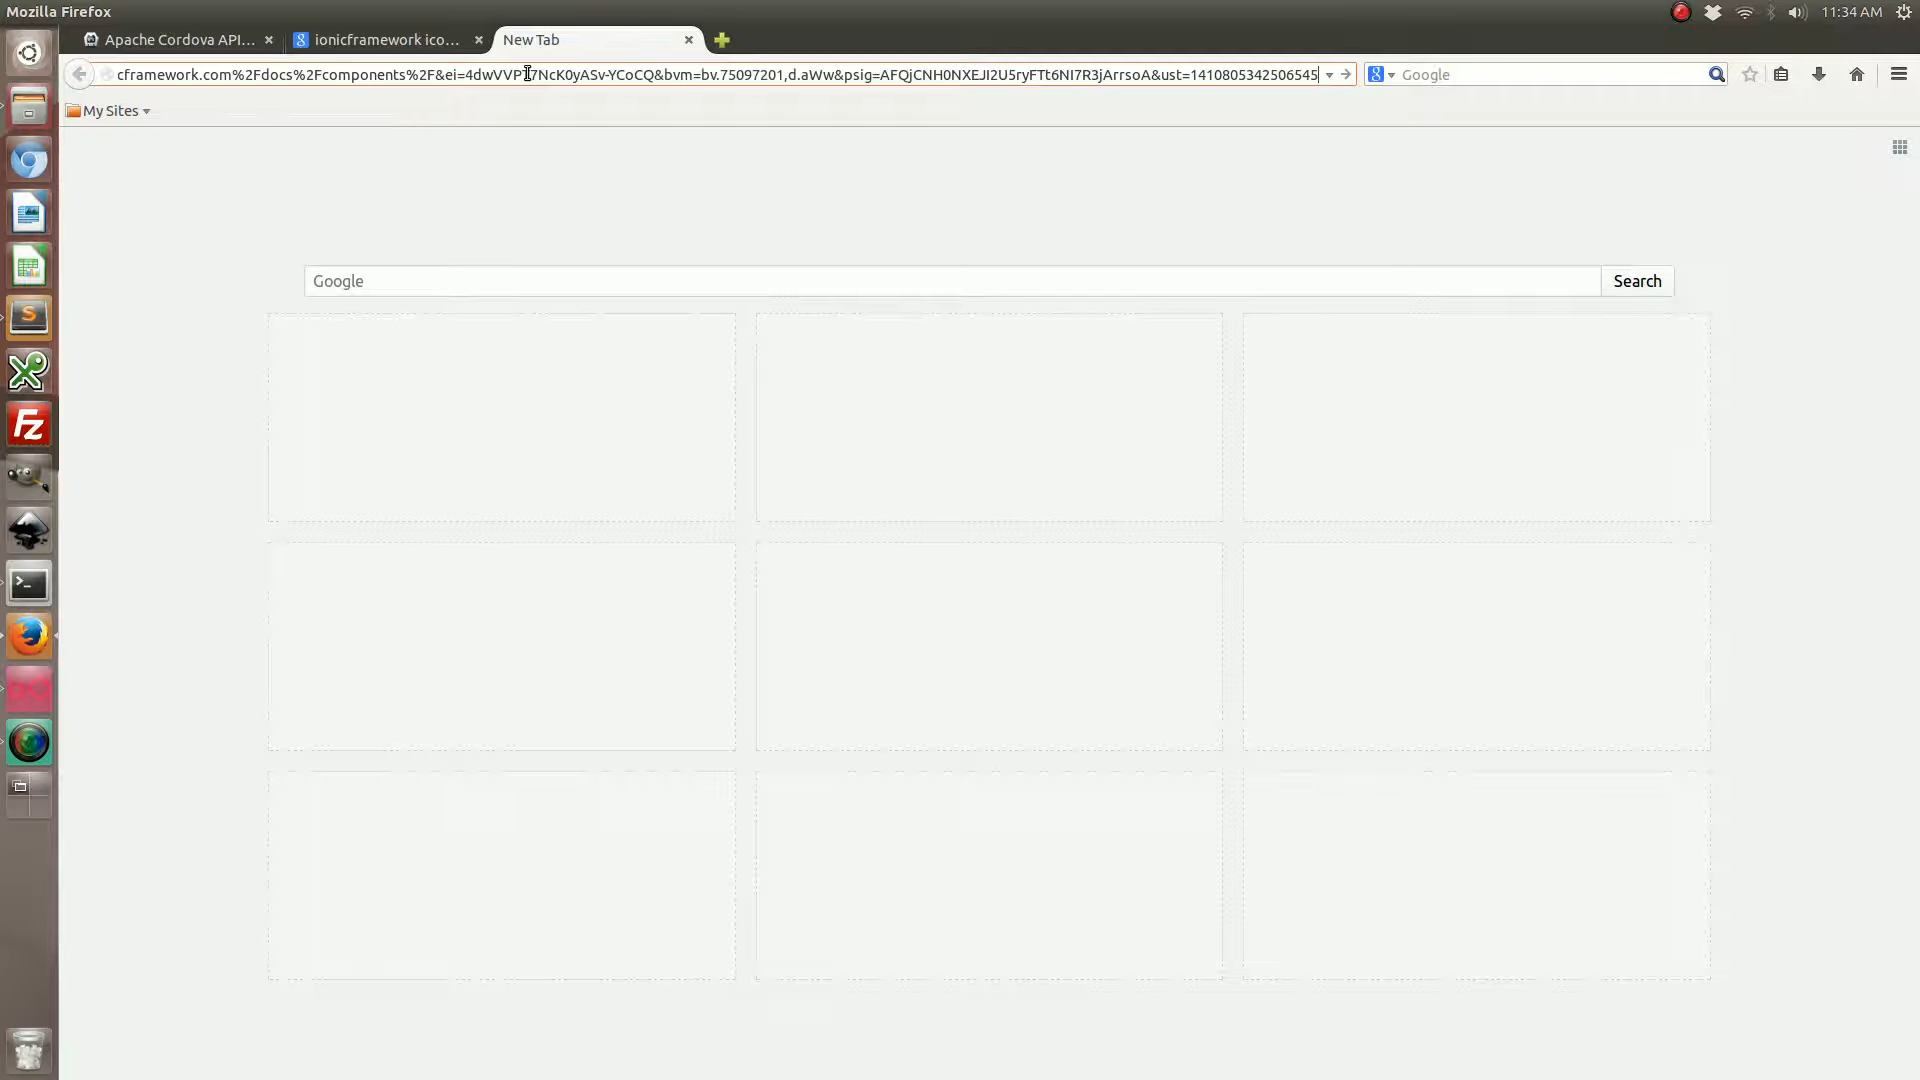 Mozilla Firefox
11:34 AM
Apache Cordova API...
ionicframework ico...
New Tab
cframework.com%2Fdocs%2Fcomponents%2F&ei=4dwVVP 7NcK0yASv-YCoCQ&bvm=bv.75097201,d.aWw&psig=AFQjCNH0NXEJI2U5ryFTt6NI7R3jArrsoA&ust=1410805342506545
Google
My Sites
Google
Search